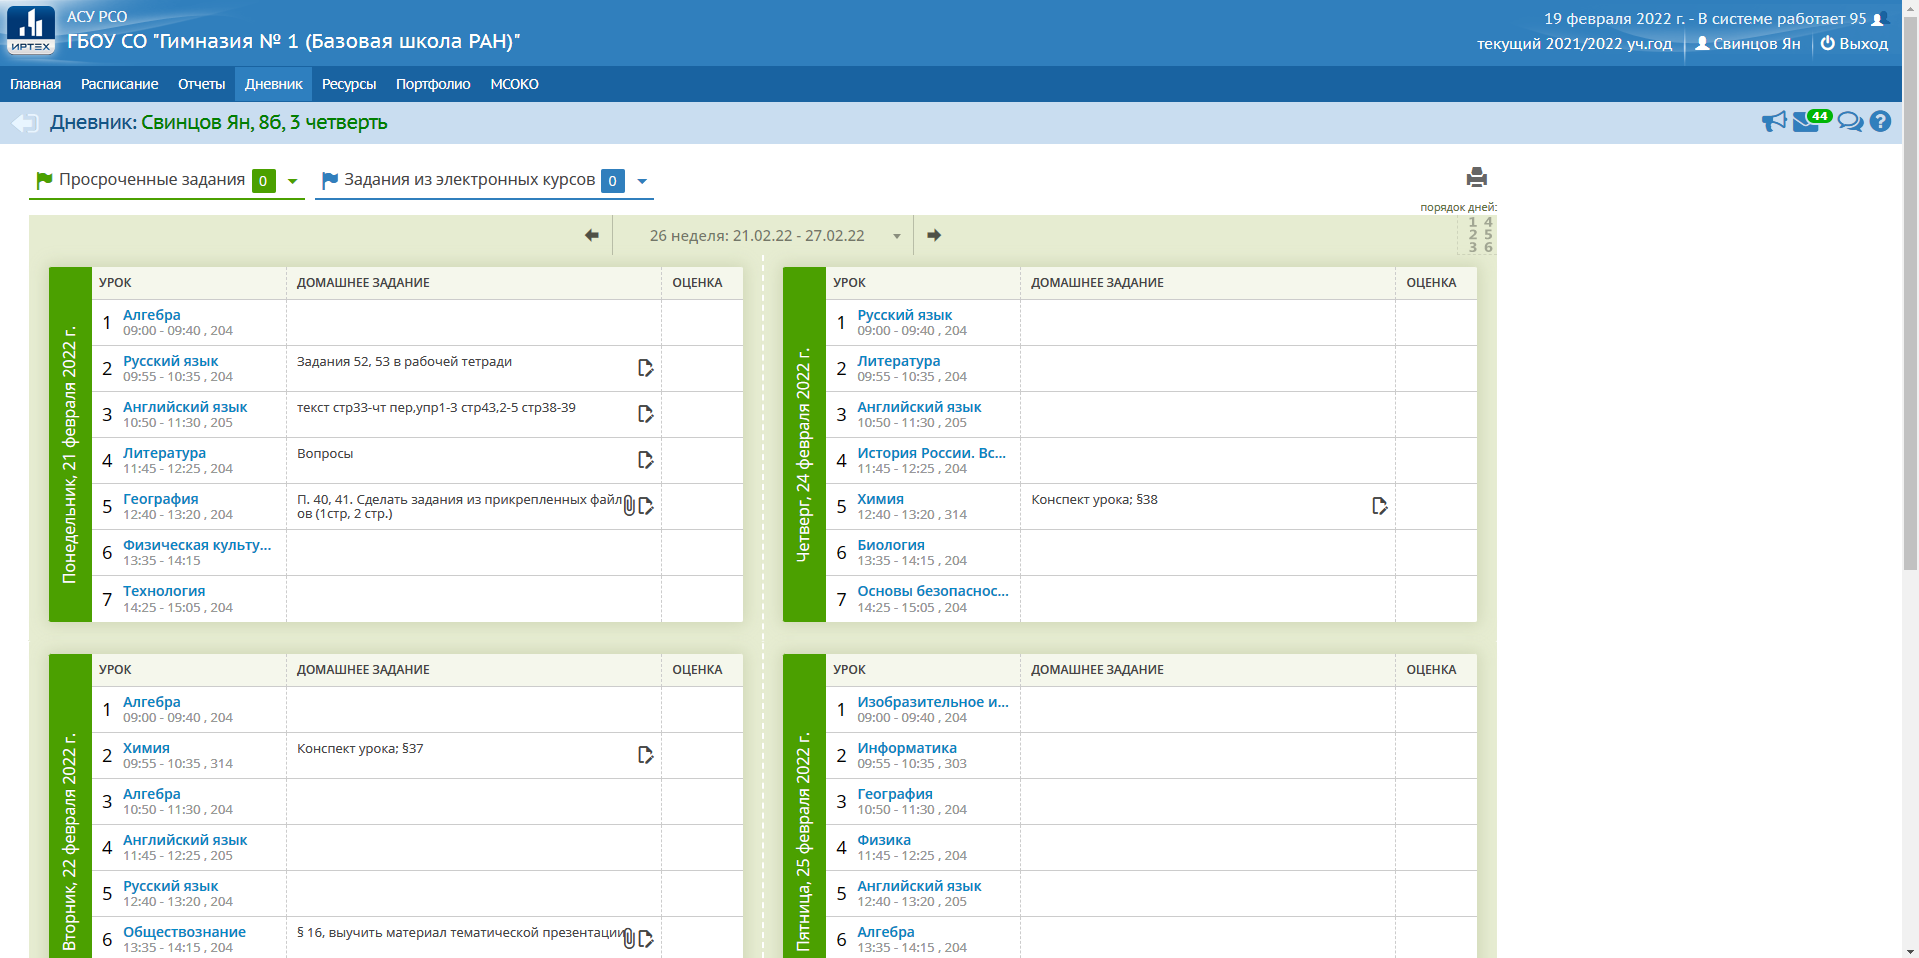 АСУ РСО
ИРТЕХ
ГБОУ СО "Гимназия № 1 (Базовая школа РАН)"
19 февраля 2022 г. - В системе работает 95
текущий 2021/2022 уч.год Свинцов Ян Выход
Главная Расписание Отчеты Дневник Ресурсы Портфолио МСОКО
Дневник: Свинцов Ян, 8б, 3 четверть
44
Просроченные задания 0 Задания из электронных курсов 0
порядок дней:
1 4
2 5
3 6
26 неделя: 21.02.22 - 27.02.22
Понедельник, 21 февраля 2022 г.
УРОК ДОМАШНЕЕ ЗАДАНИЕ ОЦЕНКА
1 Алгебра
09:00 - 09:40 , 204
2 Русский язык Задания 52, 53 в рабочей тетради
09:55 - 10:35 , 204
3 Английский язык текст стр33-чт пер,упр1-3 стр43,2-5 стр38-39
10:50 - 11:30 , 205
4 Литература Вопросы
11:45 - 12:25 , 204
5 География П. 40, 41. Сделать задания из прикрепленных файл
12:40 - 13:20 , 204 ов (1стр, 2 стр.)
6 Физическая культу...
13:35 - 14:15
7 Технология
14:25 - 15:05 , 204
Четверг, 24 февраля 2022 г.
УРОК ДОМАШНЕЕ ЗАДАНИЕ ОЦЕНКА
1 Русский язык
09:00 - 09:40 , 204
2 Литература
09:55 - 10:35 , 204
3 Английский язык
10:50 - 11:30 , 205
4 История России. Вс...
11:45 - 12:25 , 204
5 Химия Конспект урока; §38
12:40 - 13:20 , 314
6 Биология
13:35 - 14:15 , 204
7 Основы безопаснос...
14:25 - 15:05 , 204
Вторник, 22 февраля 2022 г.
УРОК ДОМАШНЕЕ ЗАДАНИЕ ОЦЕНКА
1 Алгебра
09:00 - 09:40 , 204
2 Химия Конспект урока; §37
09:55 - 10:35 , 314
3 Алгебра
10:50 - 11:30 , 204
4 Английский язык
11:45 - 12:25 , 205
5 Русский язык
12:40 - 13:20 , 204
6 Обществознание § 16, выучить материал тематической презентации
13:35 - 14:15 , 204
Пятница, 25 февраля 2022 г.
УРОК ДОМАШНЕЕ ЗАДАНИЕ ОЦЕНКА
1 Изобразительное и...
09:00 - 09:40 , 204
2 Информатика
09:55 - 10:35 , 303
3 География
10:50 - 11:30 , 204
4 Физика
11:45 - 12:25 , 204
5 Английский язык
12:40 - 13:20 , 205
6 Алгебра
13:35 - 14:15 , 204